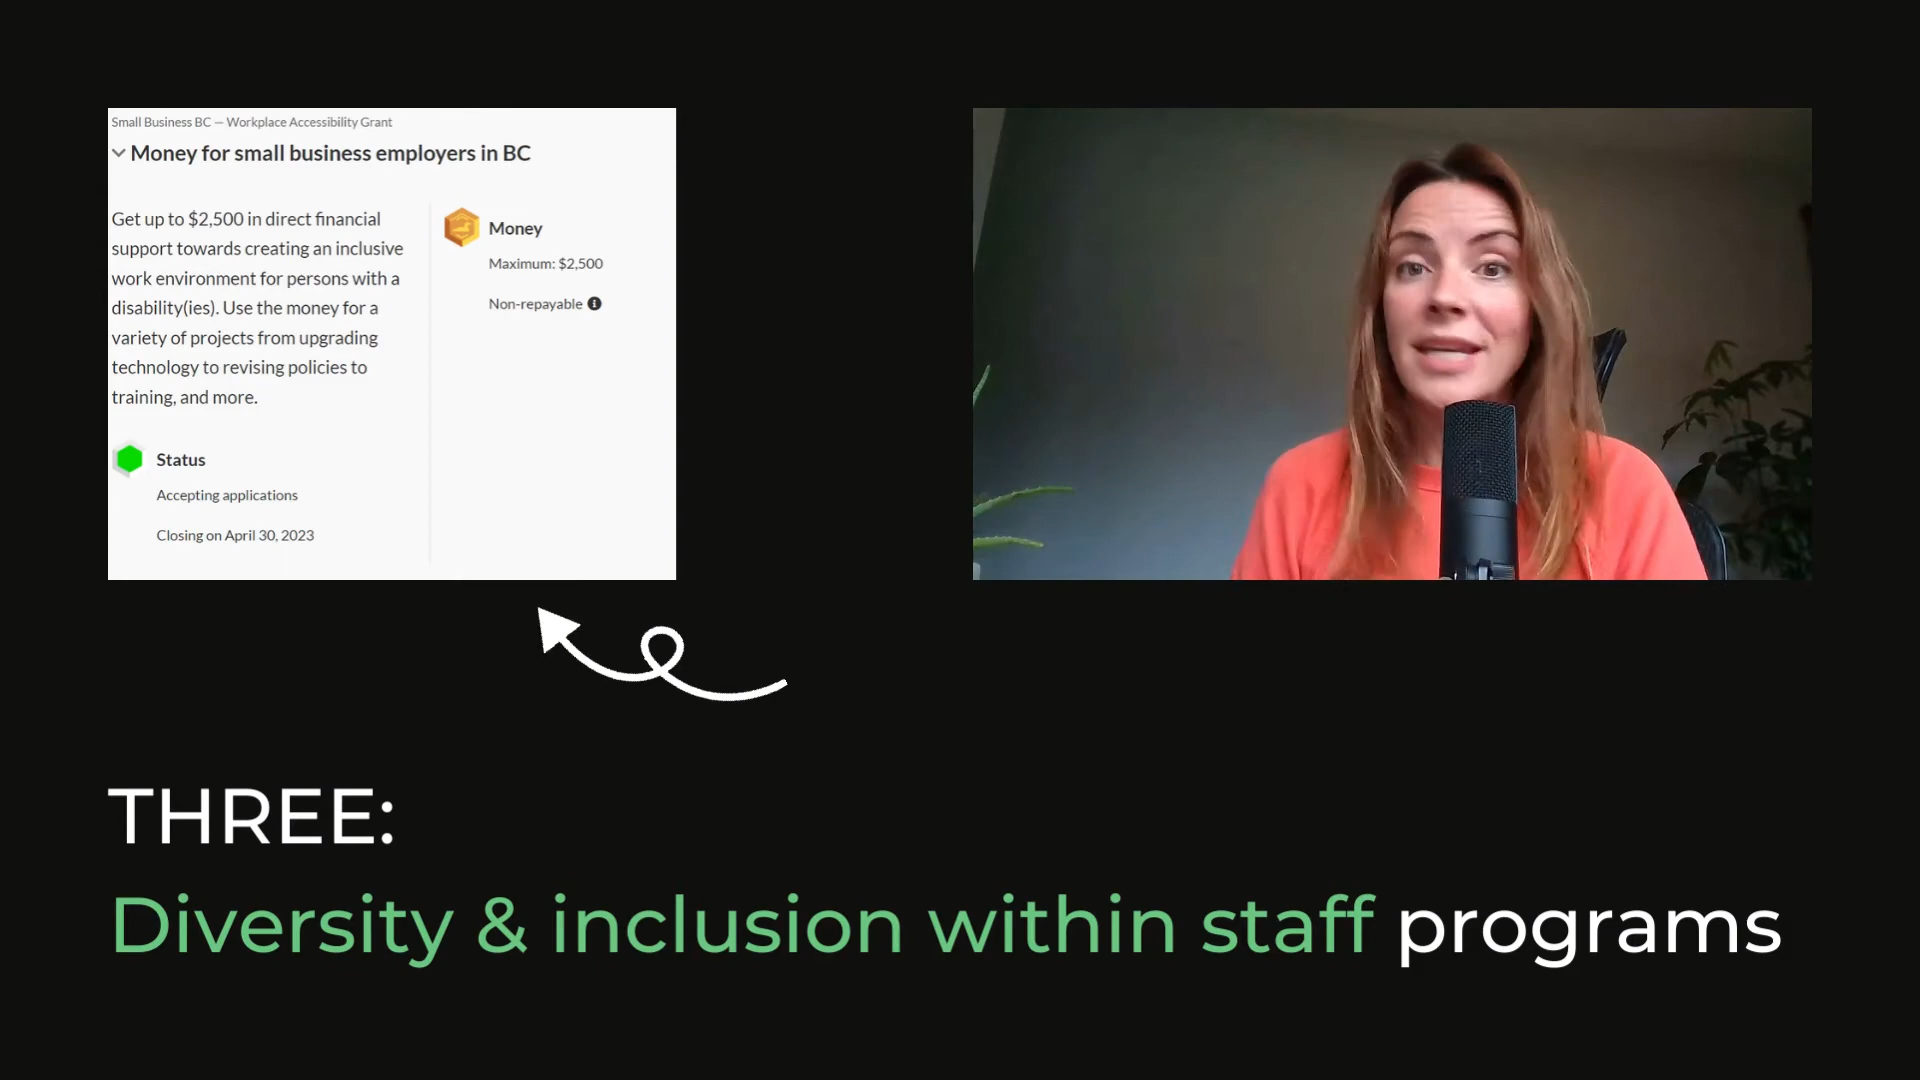 Small Business BC — Workplace Accessibility Grant
Money for small business employers in BC
Get up to $2,500 in direct financial
support towards creating an inclusive
work environment for persons with a
disability(ies). Use the money for a
variety of projects from upgrading
technology to revising policies to
training, and more.
Status
Accepting applications
Closing on April 30, 2023
Money
Maximum: $2,500
Non-repayable
THREE:
Diversity & inclusion within staff programs